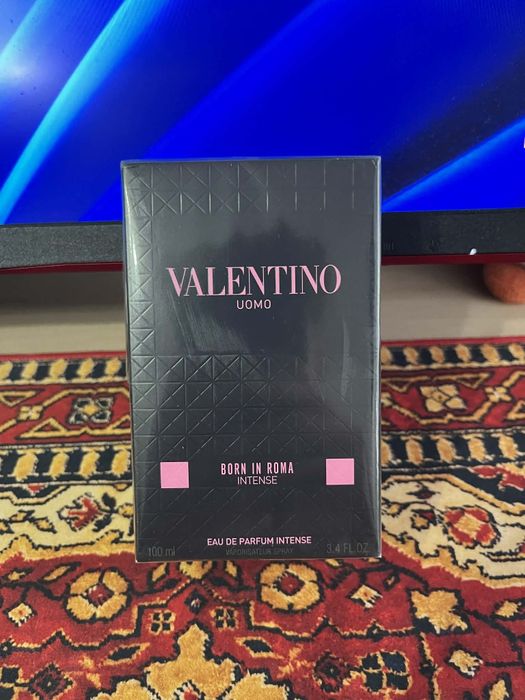 VALENTINO
UOMO
BORN IN ROMA
INTENSE
EAU DE PARFUM INTENSE
100 ml VAPORISATEUR SPRAY 3.4 FL.OZ.